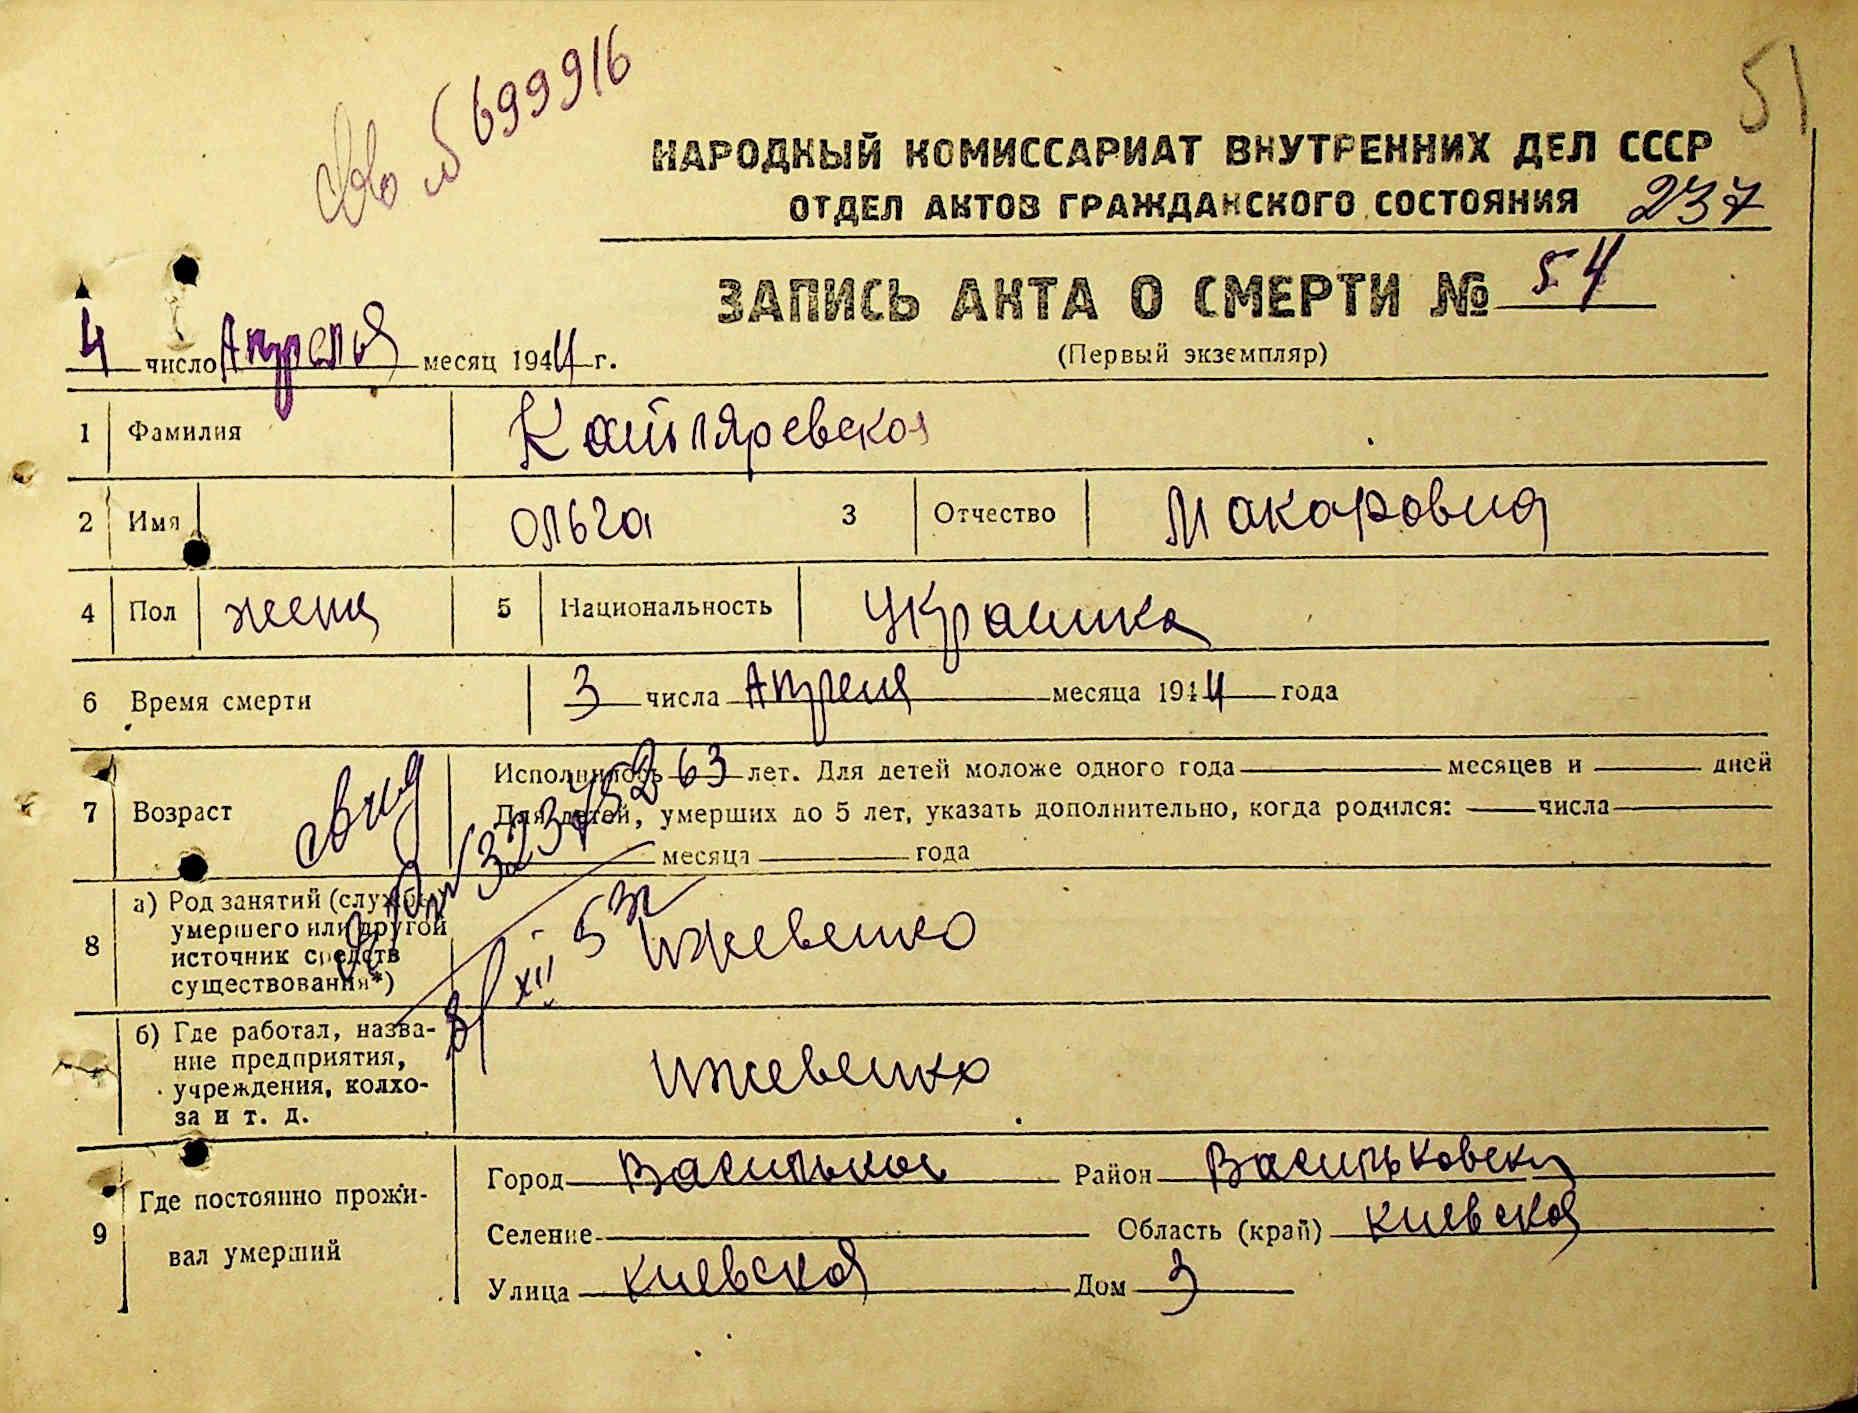 № 699916
51
НАРОДНЫЙ КОМИССАРИАТ ВНУТРЕННИХ ДЕЛ СССР
ОТДЕЛ АКТОВ ГРАЖДАНСКОГО СОСТОЯНИЯ 237
ЗАПИСЬ АКТА О СМЕРТИ № 54
(Первый экземпляр)
4 число Апреля месяц 1944 г.
1 Фамилия Катляревская
2 Имя Ольга 3 Отчество Макаровна
4 Пол женщ 5 Национальность Украинка
6 Время смерти 3 числа Апреля месяца 1944 года
7 Возраст Исполнилось 63 лет. Для детей моложе одного года месяцев и дней
Для детей, умерших до 5 лет, указать дополнительно, когда родился: числа
месяца года
8 а) Род занятий (службы) умершего или другой источник средств существования*) Иждевенко
б) Где работал, название предприятия, учреждения, колхоза и т. д. Иждевенко
9 Где постоянно проживал умерший
Город Васильков Район Васильковский
Селение Область (край) Киевская
Улица Киевская Дом 3